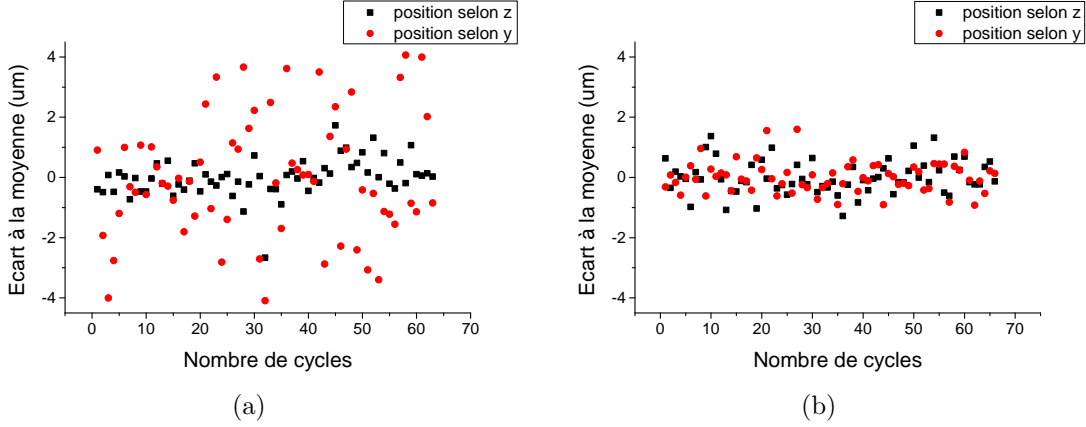 position selon z
position selon y
4
2
0
-2
-4
Ecart à la moyenne (um)
0 10 20 30 40 50 60 70
Nombre de cycles
(a)
position selon z
position selon y
4
2
0
-2
-4
Ecart à la moyenne (um)
0 10 20 30 40 50 60 70
Nombre de cycles
(b)